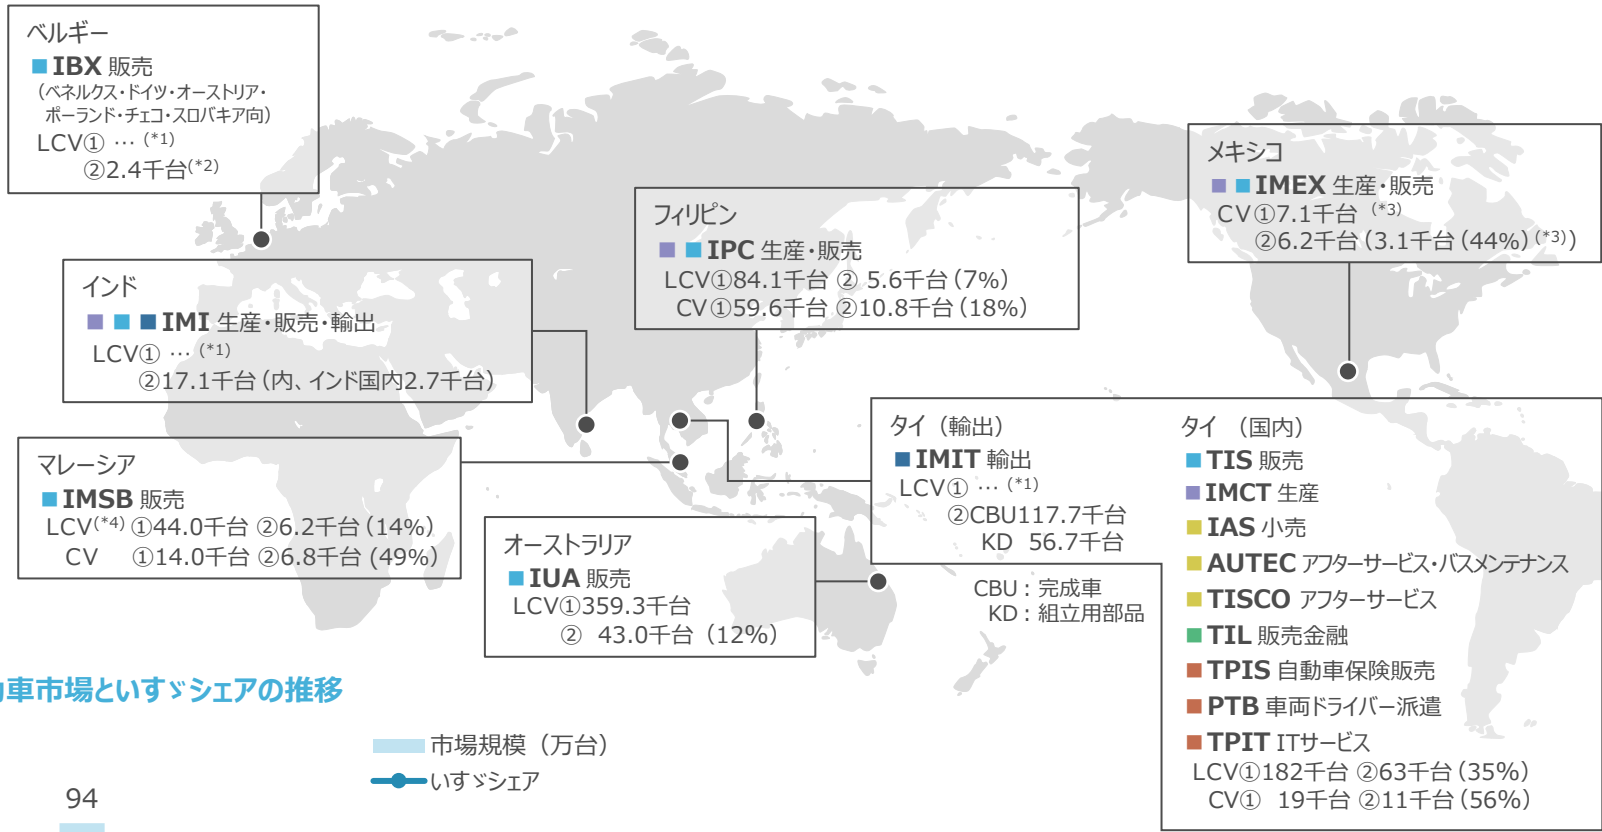 ベルギー
■IBX 販売
(ベネルクス・ドイツ・オーストリア・
ポーランド・チェコ・スロバキア向)
LCV① … (*1)
②2.4千台(*2)
インド
■ ■ ■ IMI 生産・販売・輸出
LCV① … (*1)
②17.1千台(内、インド国内2.7千台)
マレーシア
■IMSB 販売
LCV(*4) ①44.0千台 ②6.2千台(14%)
CV ①14.0千台 ②6.8千台(49%)
フィリピン
■ ■ IPC 生産・販売
LCV①84.1千台 ② 5.6千台(7%)
CV①59.6千台 ②10.8千台(18%)
オーストラリア
■IUA 販売
LCV①359.3千台
② 43.0千台 (12%)
メキシコ
■ ■IMEX 生産・販売
CV①7.1千台 (*3)
②6.2千台(3.1千台(44%)(*3))
タイ (輸出)
■IMIT 輸出
LCV① … (*1)
②CBU117.7千台
KD 56.7千台
CBU:完成車
KD:組立用部品
タイ (国内)
■TIS 販売
■IMCT 生産
■IAS 小売
■AUTEC アフターサービス・バスメンテナンス
■TISCO アフターサービス
■TIL 販売金融
■TPIS 自動車保険販売
■PTB 車両ドライバー派遣
■TPIT ITサービス
LCV①182千台 ②63千台(35%)
CV① 19千台 ②11千台(56%)
車市場といすゞシェアの推移
市場規模 (万台)
いすゞシェア
94